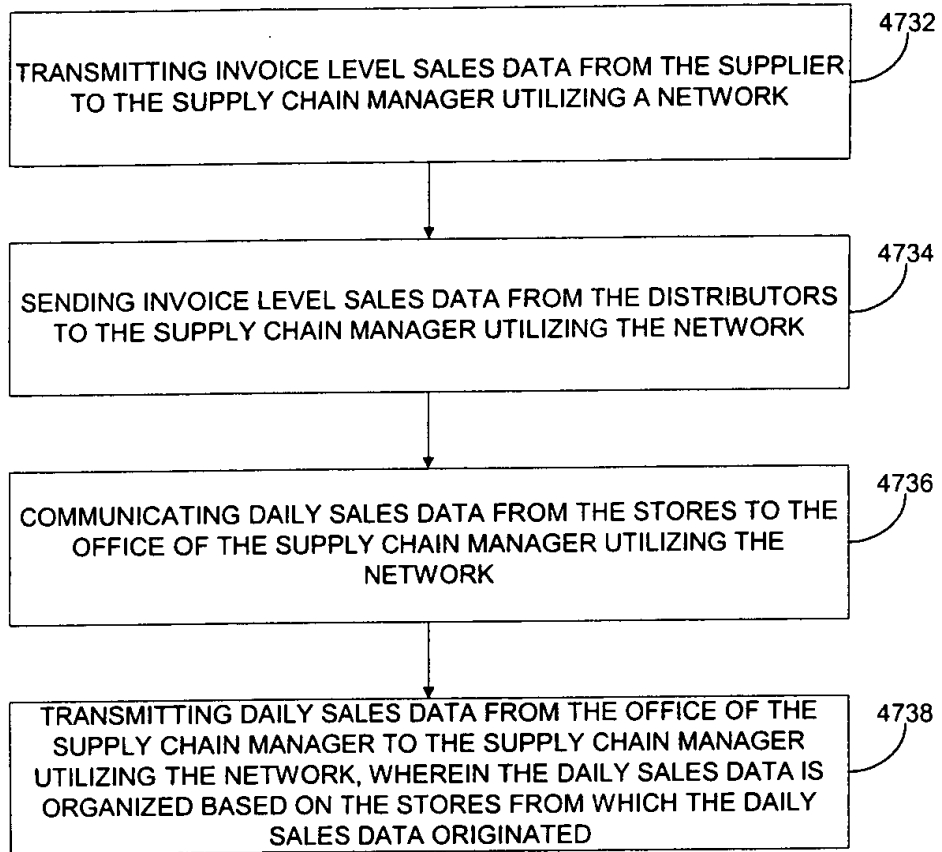 4732
TRANSMITTING INVOICE LEVEL SALES DATA FROM THE SUPPLIER
TO THE SUPPLY CHAIN MANAGER UTILIZING A NETWORK
4734
SENDING INVOICE LEVEL SALES DATA FROM THE DISTRIBUTORS
TO THE SUPPLY CHAIN MANAGER UTILIZING THE NETWORK
4736
COMMUNICATING DAILY SALES DATA FROM THE STORES TO THE
OFFICE OF THE SUPPLY CHAIN MANAGER UTILIZING THE
NETWORK
4738
TRANSMITTING DAILY SALES DATA FROM THE OFFICE OF THE
SUPPLY CHAIN MANAGER TO THE SUPPLY CHAIN MANAGER
UTILIZING THE NETWORK, WHEREIN THE DAILY SALES DATA IS
ORGANIZED BASED ON THE STORES FROM WHICH THE DAILY
SALES DATA ORIGINATED